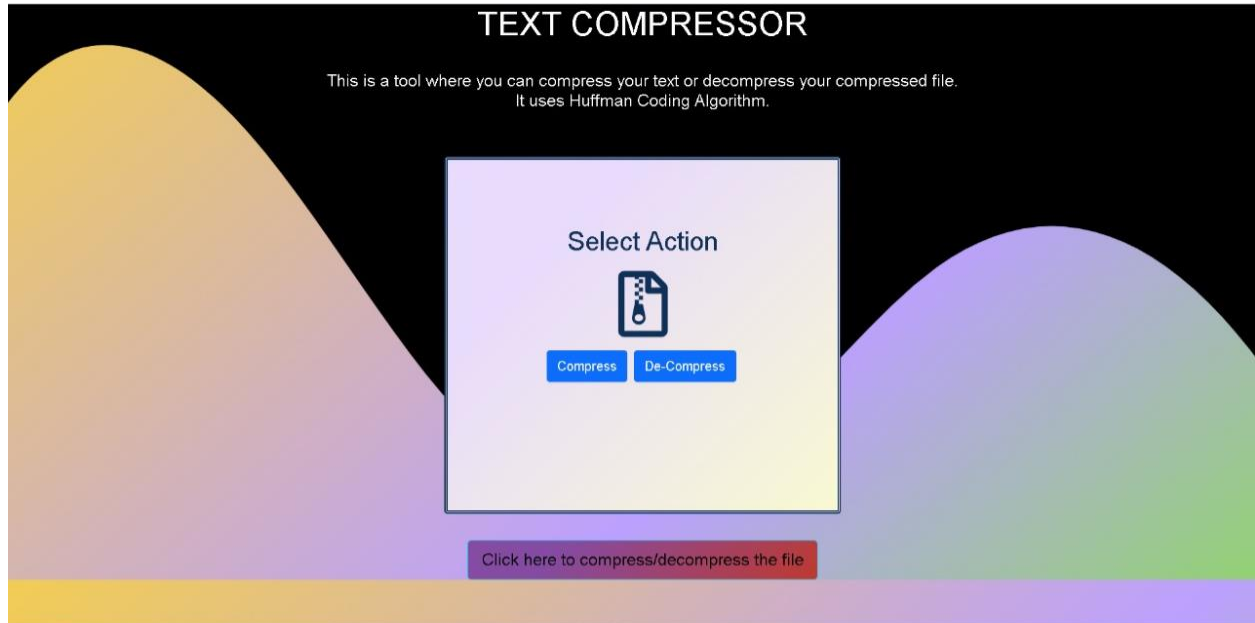 TEXT COMPRESSOR
This is a tool where you can compress your text or decompress your compressed file.
It uses Huffman Coding Algorithm.
Select Action
Compress De-Compress
Click here to compress/decompress the file